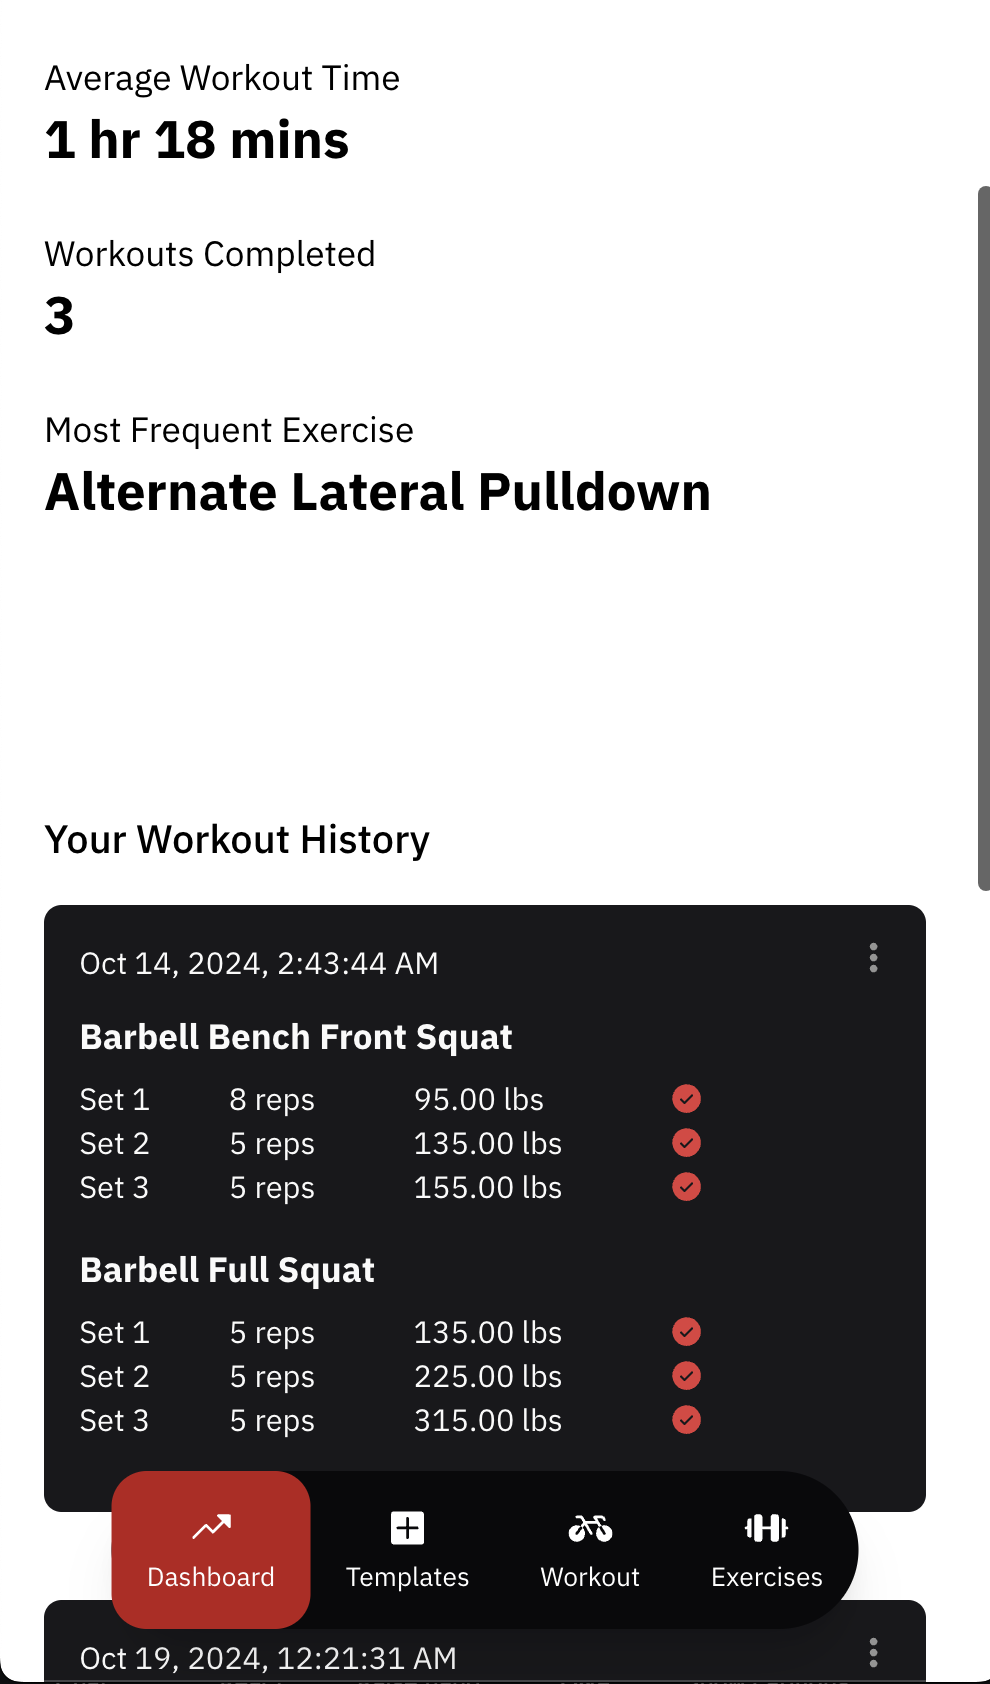 Average Workout Time
1 hr 18 mins
Workouts Completed
3
Most Frequent Exercise
Alternate Lateral Pulldown
Your Workout History
Oct 14, 2024, 2:43:44 AM
Barbell Bench Front Squat
Set 1 8 reps 95.00 lbs
Set 2 5 reps 135.00 lbs
Set 3 5 reps 155.00 lbs
Barbell Full Squat
Set 1 5 reps 135.00 lbs
Set 2 5 reps 225.00 lbs
Set 3 5 reps 315.00 lbs
Dashboard Templates Workout Exercises
Oct 19, 2024, 12:21:31 AM